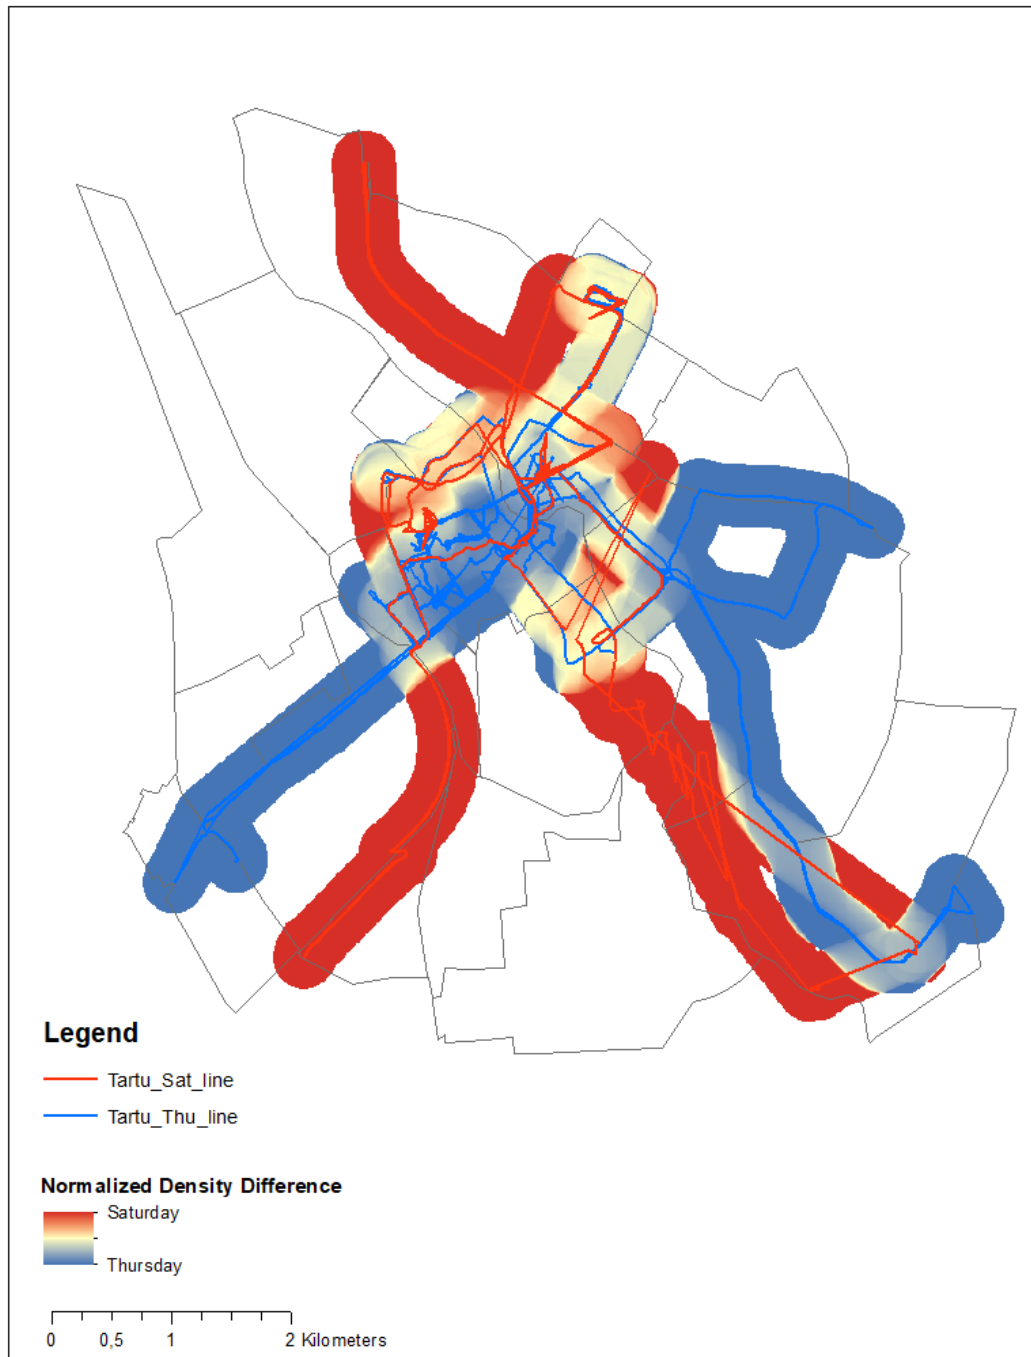 Legend
Tartu_Sat_line
Tartu_Thu_line
Normalized Density Difference
Saturday
Thursday
0 0,5 1 2 Kilometers